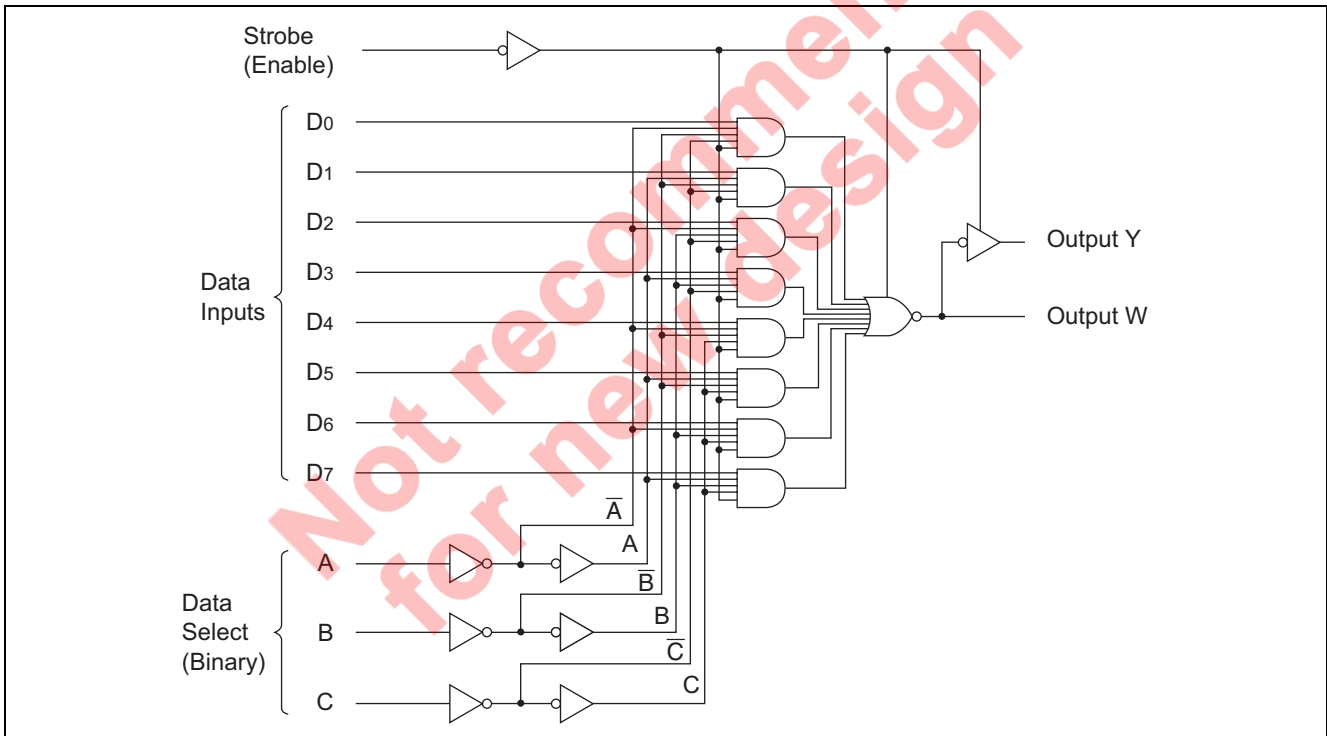 Strobe
(Enable)
D0
D1
D2
D3
D4
D5
D6
D7
Data
Inputs
Output Y
Output W
A̅
A
A
B̅
B
B
C̅
C
C
Data
Select
(Binary)
Not recommen
for new design